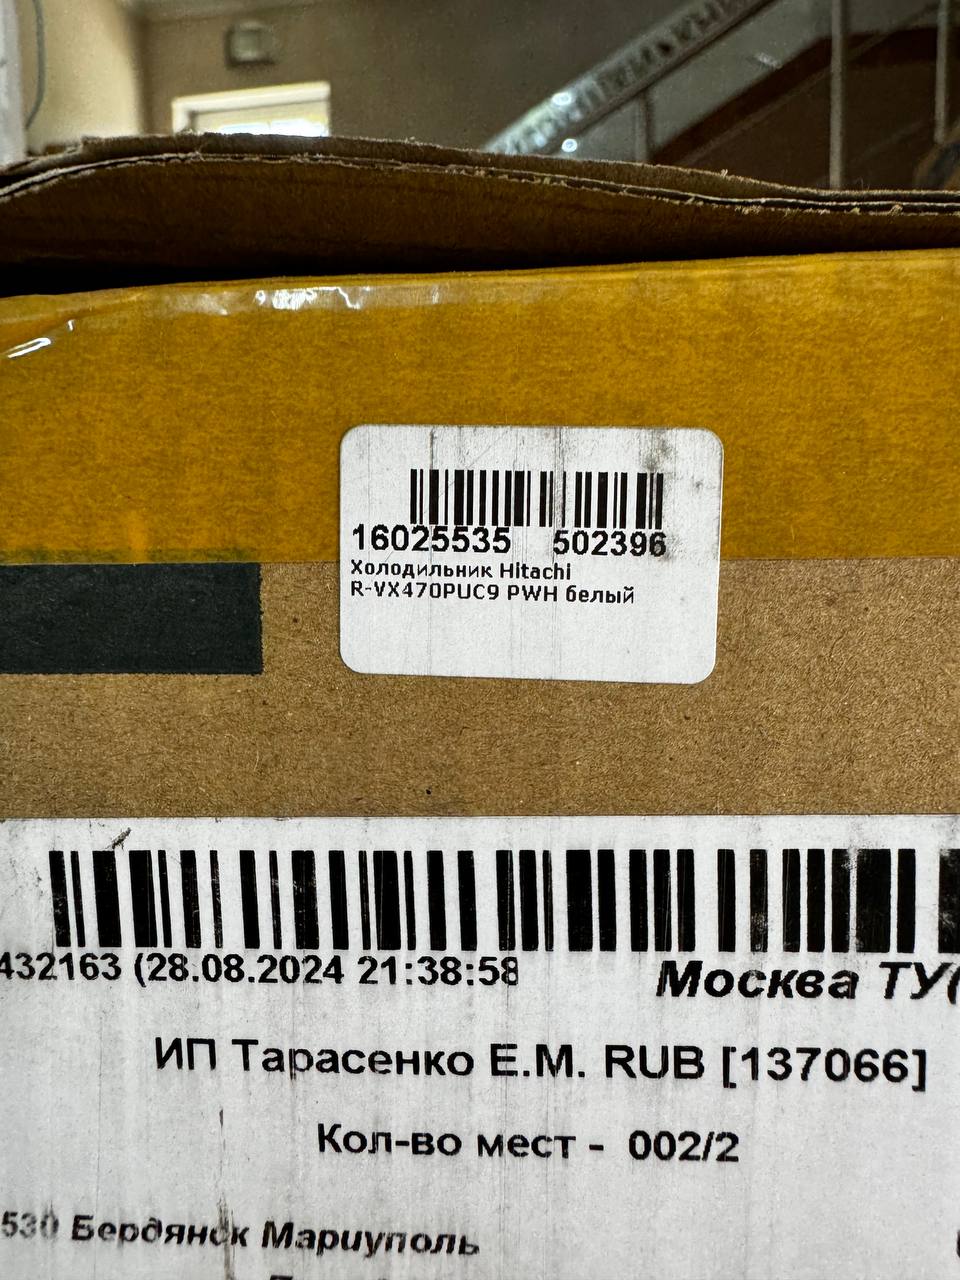 16025535 502396
Холодильник Hitachi
R-VX470PUC9 PWH белый
432163 (28.08.2024 21:38:58
Москва ТУ(
ИП Тарасенко Е.М. RUB [137066]
Кол-во мест - 002/2
530 Бердянск Мариуполь